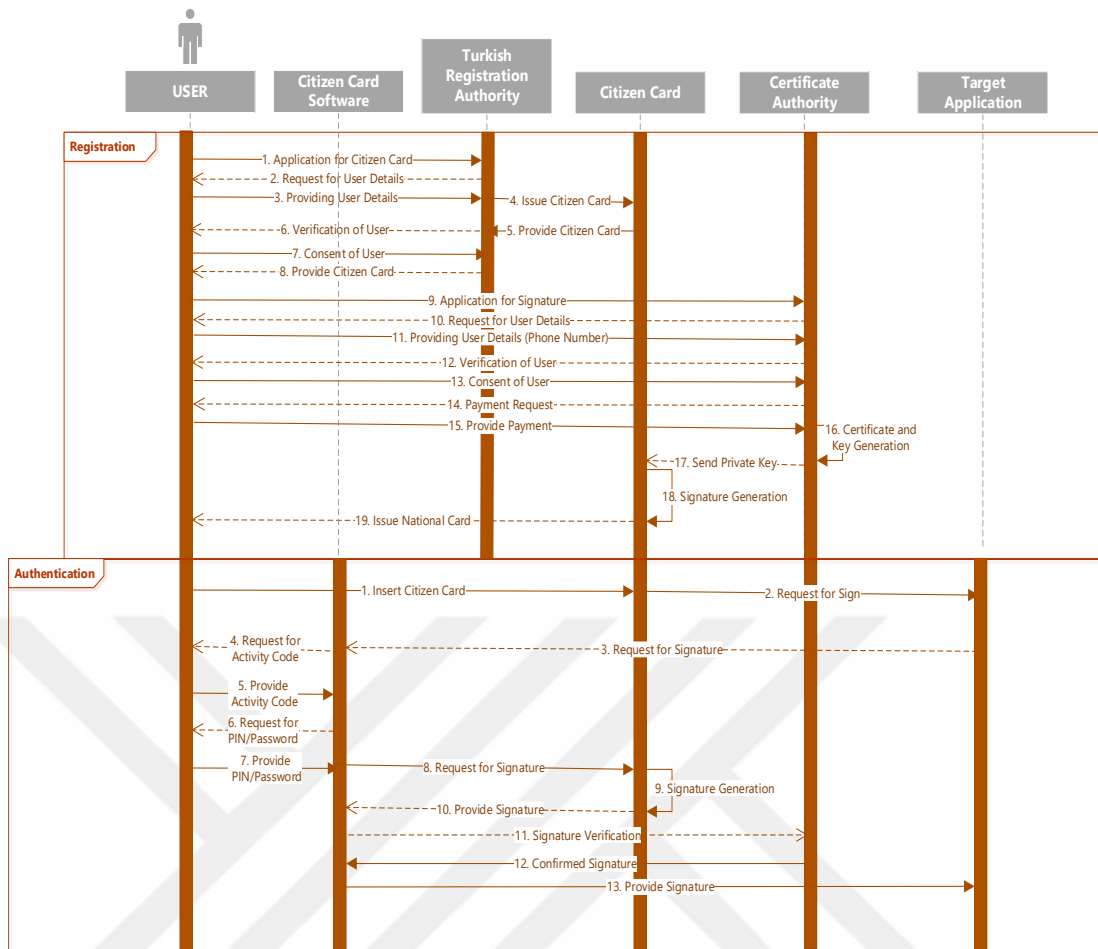 USER
Citizen Card
Software
Turkish
Registration
Authority
Citizen Card
Certificate
Authority
Target
Application
Registration
1. Application for Citizen Card
2. Request for User Details
3. Providing User Details
4. Issue Citizen Card
6. Verification of User
5. Provide Citizen Card
7. Consent of User
8. Provide Citizen Card
9. Application for Signature
10. Request for User Details
11. Providing User Details (Phone Number)
12. Verification of User
13. Consent of User
14. Payment Request
15. Provide Payment
16. Certificate and
Key Generation
17. Send Private Key
18. Signature Generation
19. Issue National Card
Authentication
1. Insert Citizen Card
2. Request for Sign
4. Request for
Activity Code
3. Request for Signature
5. Provide
Activity Code
6. Request for
PIN/Password
7. Provide
PIN/Password
8. Request for Signature
9. Signature Generation
10. Provide Signature
11. Signature Verification
12. Confirmed Signature
13. Provide Signature